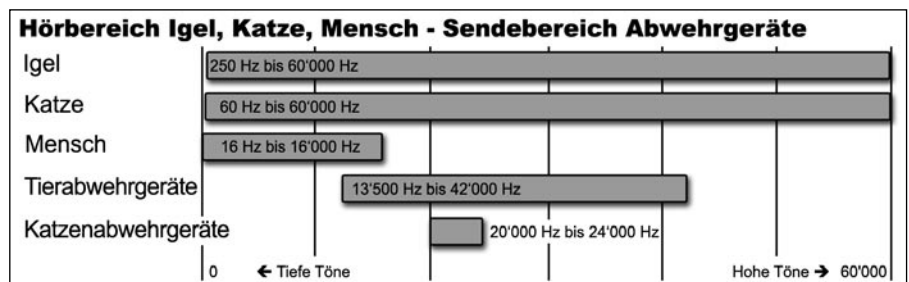 Hörbereich Igel, Katze, Mensch - Sendebereich Abwehrgeräte
Igel 250 Hz bis 60'000 Hz
Katze 60 Hz bis 60'000 Hz
Mensch 16 Hz bis 16'000 Hz
Tierabwehrgeräte 13'500 Hz bis 42'000 Hz
Katzenabwehrgeräte 20'000 Hz bis 24'000 Hz
0 ← Tiefe Töne Hohe Töne → 60'000